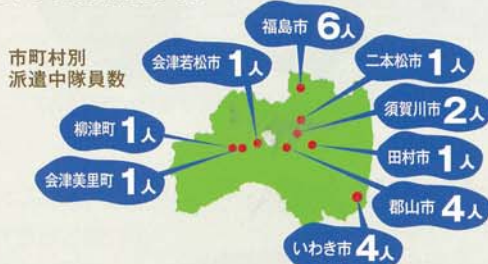 市町村別
派遣中隊員数
福島市6人
会津若松市1人
二本松市1人
須賀川市2人
柳津町1人
田村市1人
会津美里町1人
郡山市4人
いわき市4人